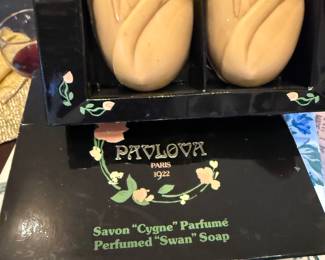 PAVLOVA
PARIS
1922
Savon "Cygne" Parfumé
Perfumed "Swan" Soap